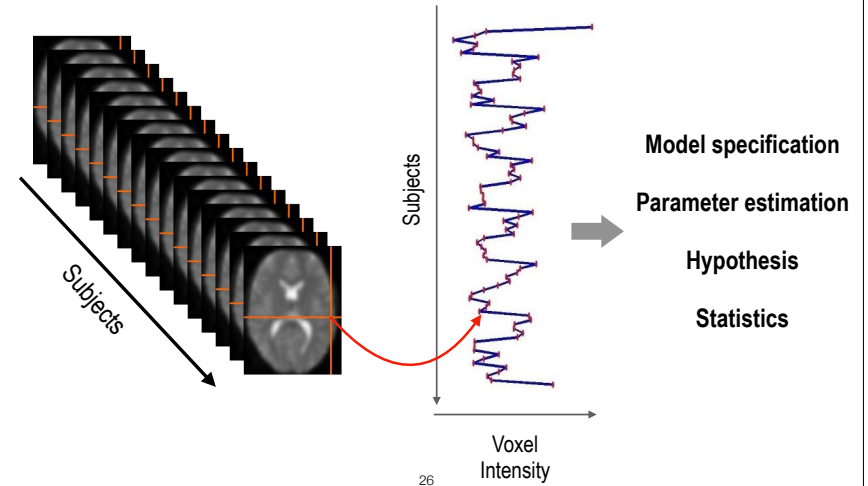 Subjects
Subjects
Voxel
Intensity
Model specification
Parameter estimation
Hypothesis
Statistics
26